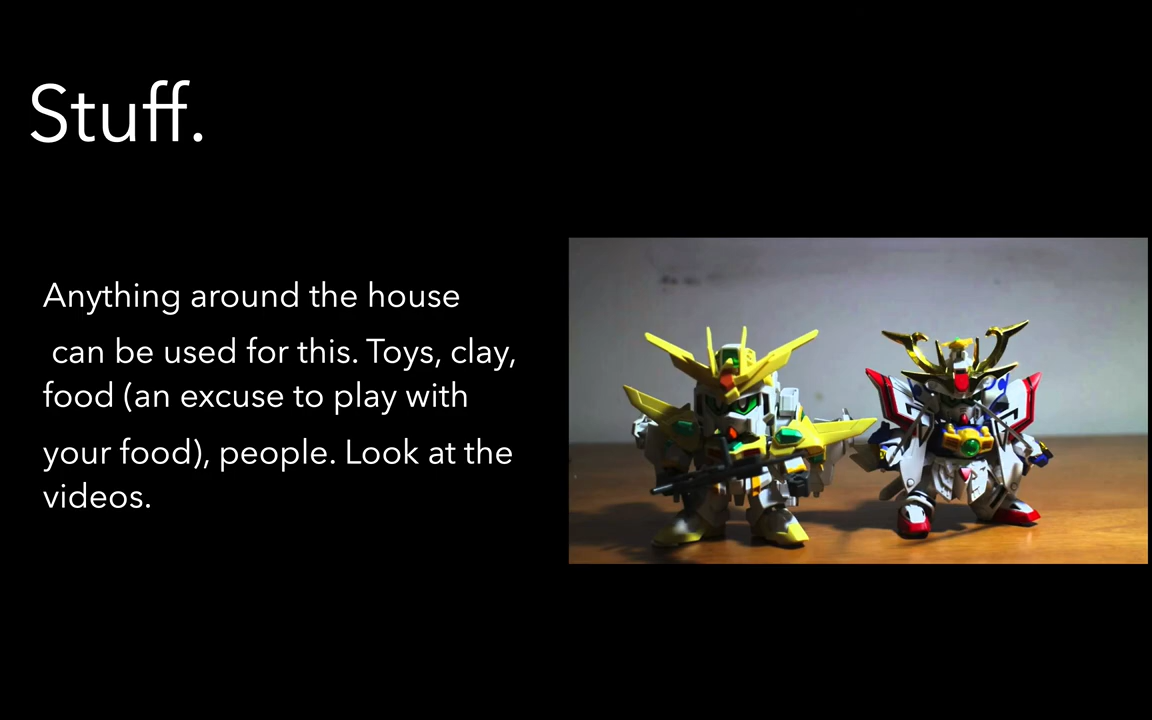 Stuff.
Anything around the house
can be used for this. Toys, clay,
food (an excuse to play with
your food), people. Look at the
videos.